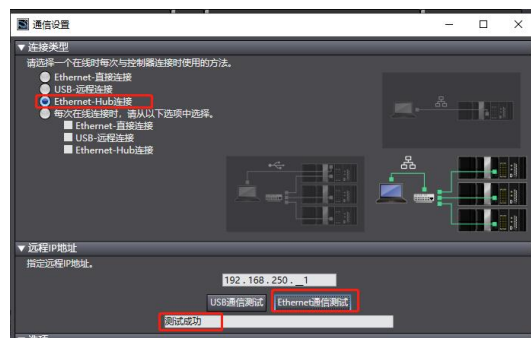 通信设置
▼ 连接类型
请选择一个在线时每次与控制器连接时使用的方法。
Ethernet-直接连接
USB-远程连接
Ethernet-Hub连接
每次在线连接时，请从以下选项中选择。
Ethernet-直接连接
USB-远程连接
Ethernet-Hub连接
▼ 远程IP地址
指定远程IP地址。
192.168.250._1
USB通信测试 Ethernet通信测试
测试成功
▼ 选项